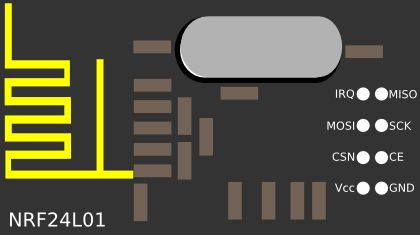 IRQ MISO
MOSI SCK
CSN CE
Vcc GND
NRF24L01